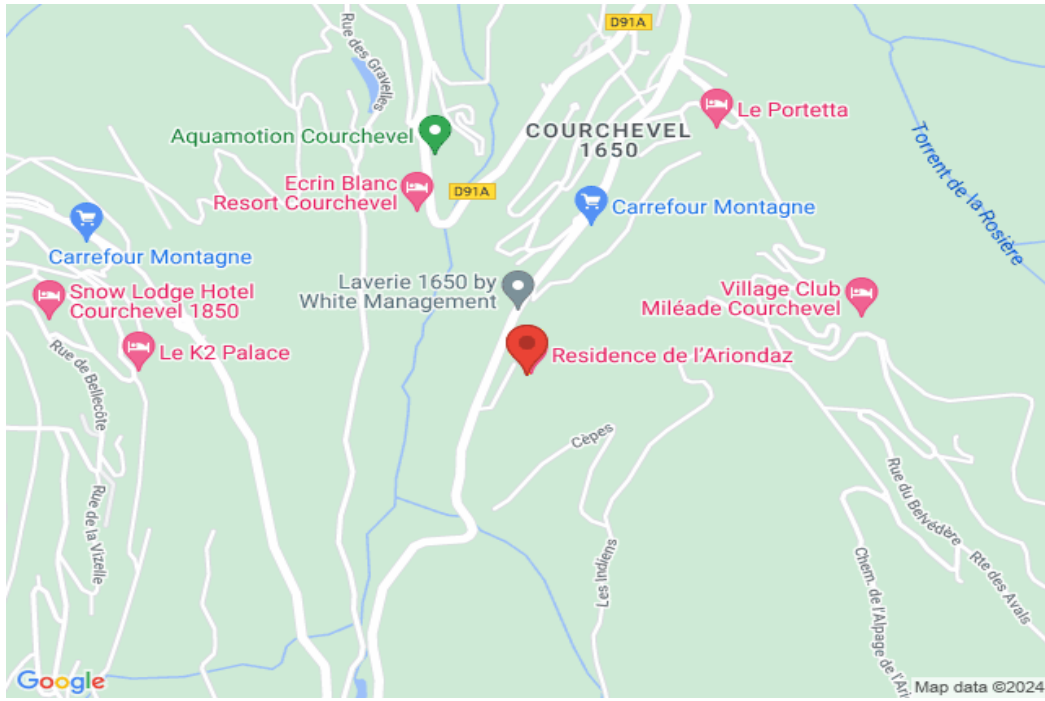 D91A
Rue des Gravelles
Le Portetta
Aquamotion Courchevel
COURCHEVEL
1650
Torrent de la Rosière
Ecrin Blanc
Resort Courchevel
D91A
Carrefour Montagne
Carrefour Montagne
Laverie 1650 by
White Management
Village Club
Miléade Courchevel
Snow Lodge Hotel
Courchevel 1850
Le K2 Palace
Residence de l'Ariondaz
Rue de Bellecôte
Cèpes
Rue du Belvédère
Rue de la Vizelle
Les Indiens
Rte des Avals
Chem. de l'Alpage de l'Ari
Google
Map data ©2024